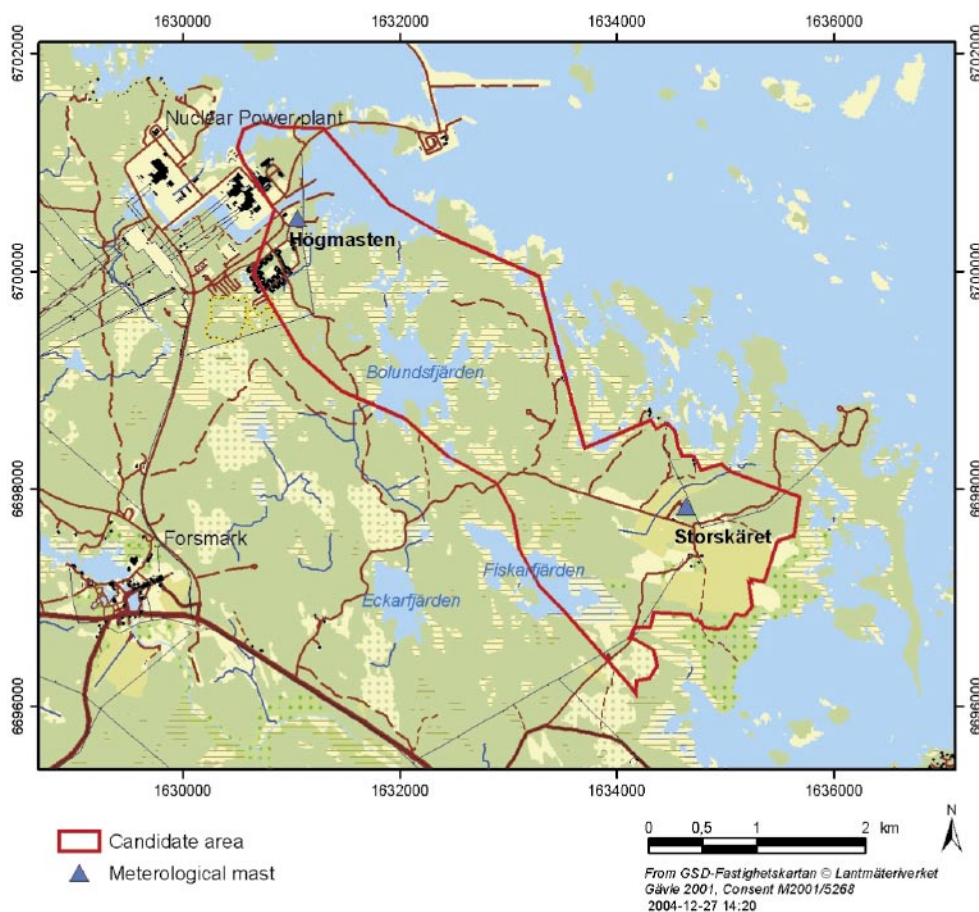 1630000
1632000
1634000
1636000
6702000
6702000
Nuclear Power plant
Högmasten
6700000
6700000
Bolundsfjärden
6698000
6698000
Storskäret
Forsmark
Fiskarfjärden
Eckarfjärden
6696000
6696000
1630000
1632000
1634000
1636000
Candidate area
Meterological mast
0 0,5 1 2 km
N
From GSD-Fastighetskartan © Lantmäteriverket
Gävle 2001, Consent M2001/5268
2004-12-27 14:20